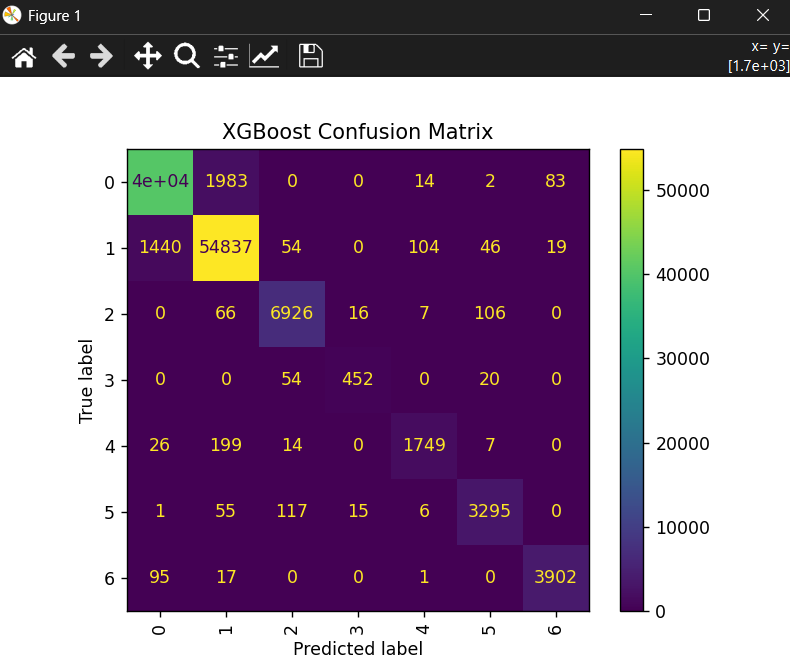 Figure 1
x= y=
[1.7e+03]
XGBoost Confusion Matrix
0 4e+04 1983 0 0 14 2 83
1 1440 54837 54 0 104 46 19
2 0 66 6926 16 7 106 0
3 0 0 54 452 0 20 0
4 26 199 14 0 1749 7 0
5 1 55 117 15 6 3295 0
6 95 17 0 0 1 0 3902
0 1 2 3 4 5 6
True label
Predicted label
50000
40000
30000
20000
10000
0